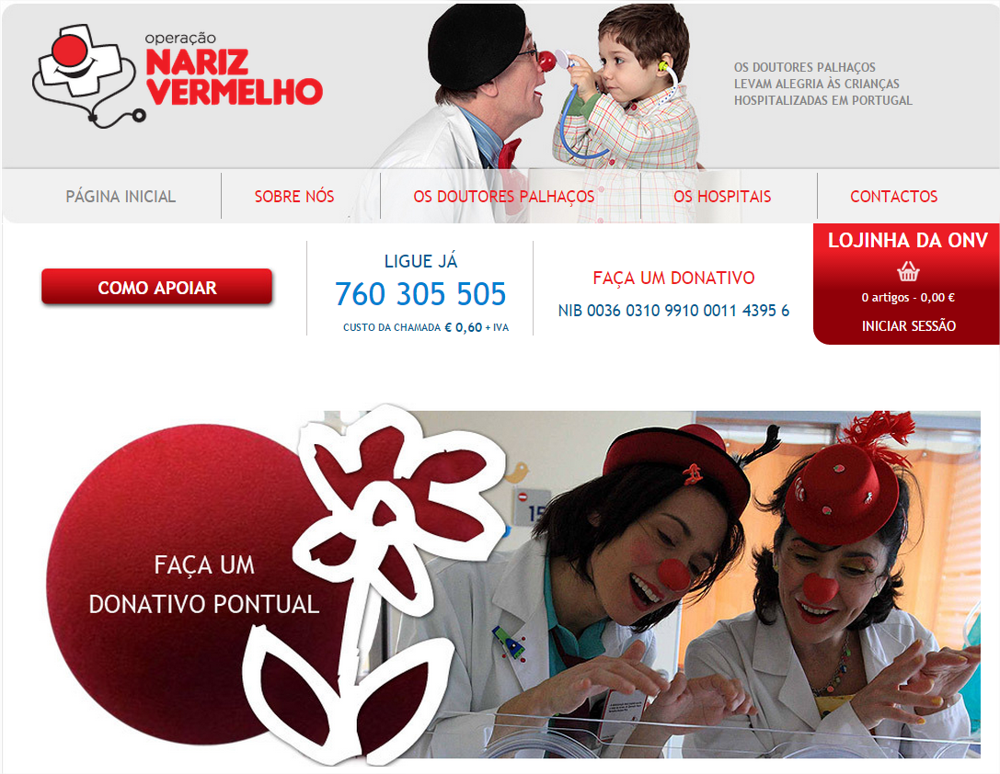 operação
NARIZ
VERMELHO
OS DOUTORES PALHAÇOS
LEVAM ALEGRIA ÀS CRIANÇAS
HOSPITALIZADAS EM PORTUGAL
PÁGINA INICIAL
SOBRE NÓS
OS DOUTORES PALHAÇOS
OS HOSPITAIS
CONTACTOS
COMO APOIAR
LIGUE JÁ
760 305 505
CUSTO DA CHAMADA € 0,60 + IVA
FAÇA UM DONATIVO
NIB 0036 0310 9910 0011 4395 6
LOJINHA DA ONV
0 artigos - 0,00 €
INICIAR SESSÃO
FAÇA UM
DONATIVO PONTUAL
15